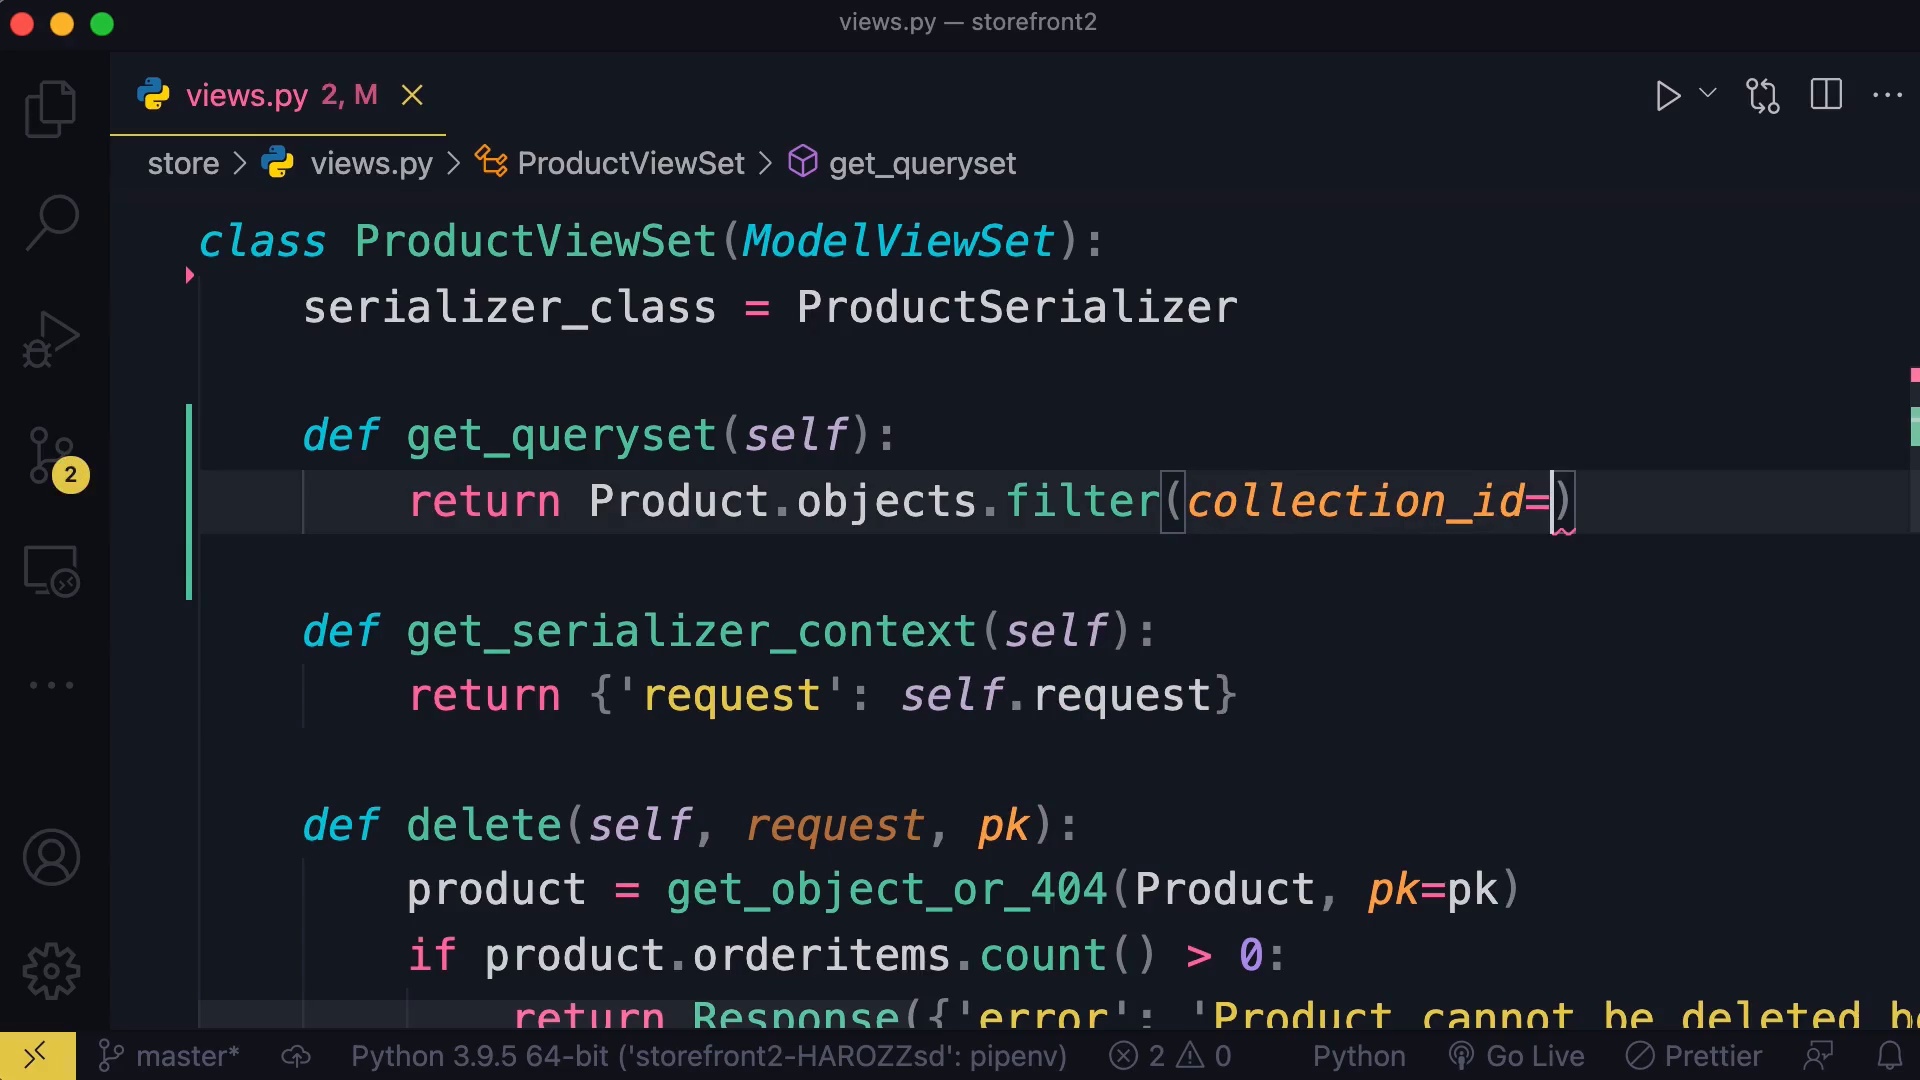 views.py — storefront2
views.py 2, M
store > views.py > ProductViewSet > get_queryset
class ProductViewSet(ModelViewSet):
serializer_class = ProductSerializer
def get_queryset(self):
return Product.objects.filter(collection_id=)
2
def get_serializer_context(self):
return {'request': self.request}
def delete(self, request, pk):
product = get_object_or_404(Product, pk=pk)
if product.orderitems.count() > 0:
return Response({'error': 'Product cannot be deleted be
master* Python 3.9.5 64-bit ('storefront2-HAROZZsd': pipenv) 2 0 Python Go Live Prettier